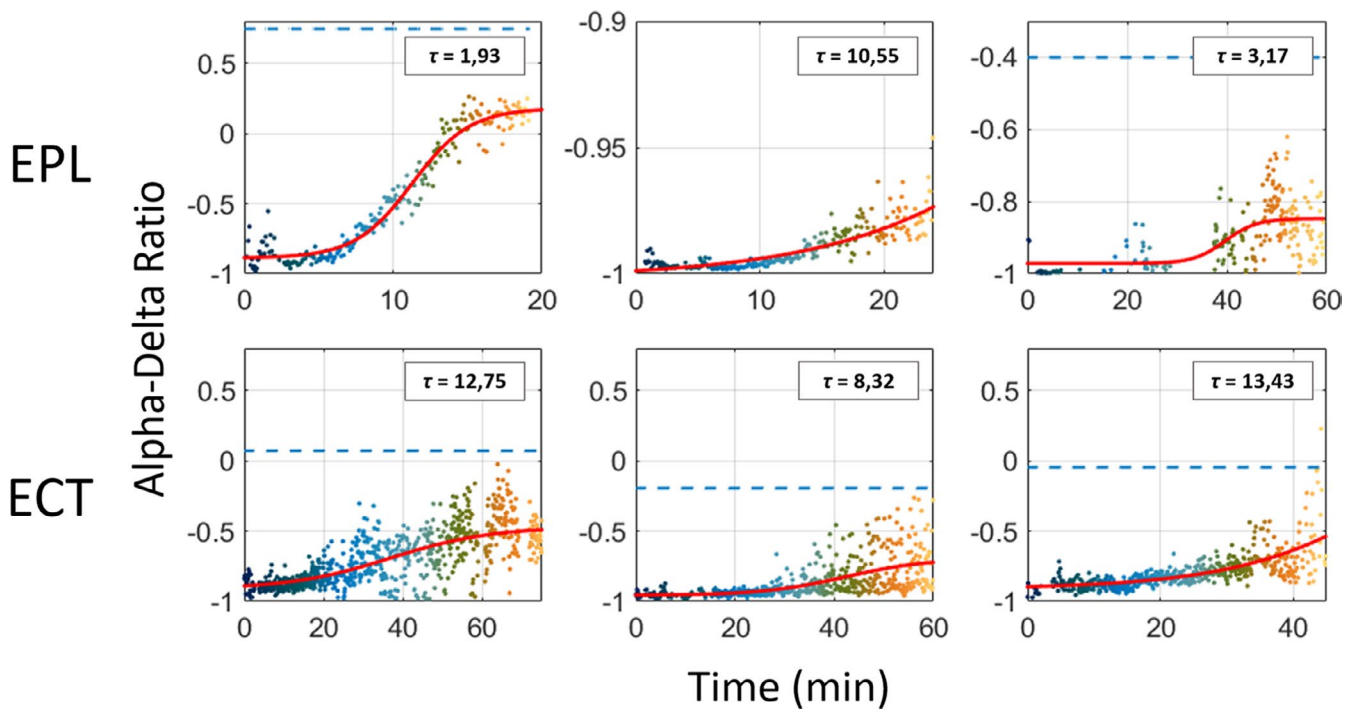 EPL
ECT
Alpha-Delta Ratio
τ = 1,93
0.5
0
-0.5
-1
0 10 20
τ = 10,55
-0.9
-0.95
-1
0 10 20
τ = 3,17
-0.4
-0.6
-0.8
-1
0 20 40 60
τ = 12,75
0.5
0
-0.5
-1
0 20 40 60
τ = 8,32
0.5
0
-0.5
-1
0 20 40 60
τ = 13,43
0.5
0
-0.5
-1
0 20 40
Time (min)